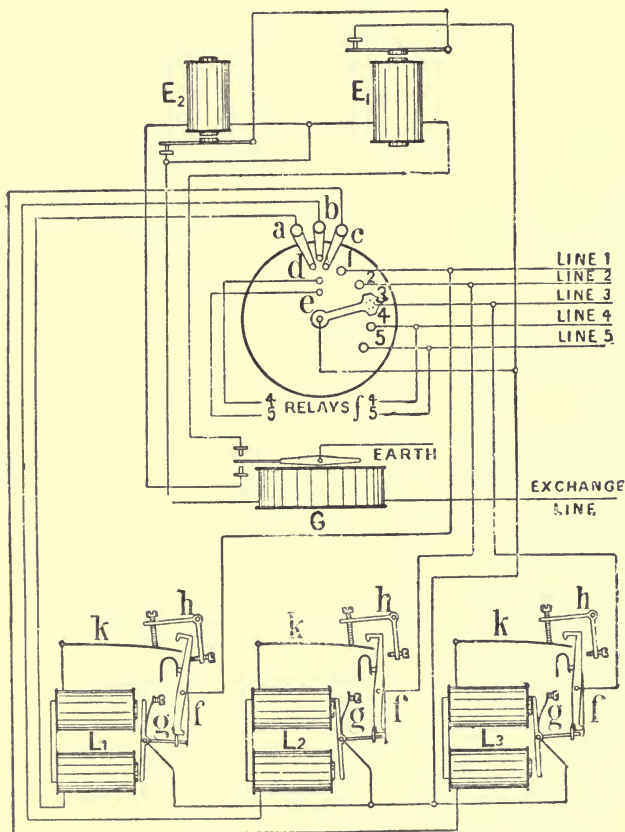 E2
E1
a b c
d 1
2
e 3
4
5
LINE 1
LINE 2
LINE 3
LINE 4
LINE 5
4 RELAYS 4
5 5
EARTH
G
EXCHANGE
LINE
h h h
k k k
g f g f g f
L1 L2 L3